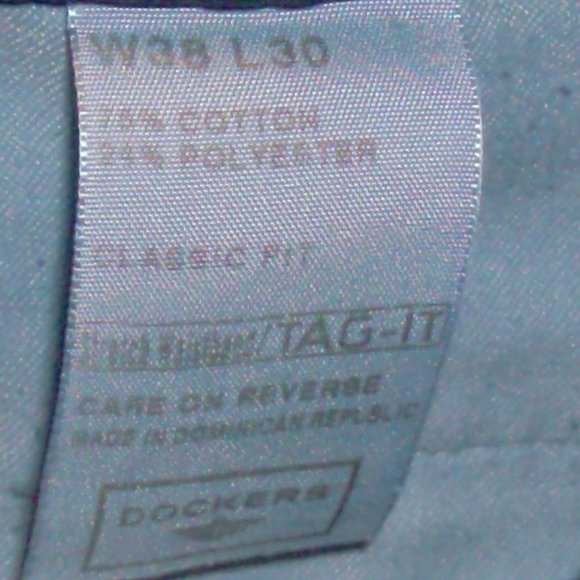 W38 L30
76% COTTON
24% POLYESTER
CLASSIC FIT
/TAG-IT
CARE ON REVERSE
MADE IN DOMINICAN REPUBLIC
DOCKERS